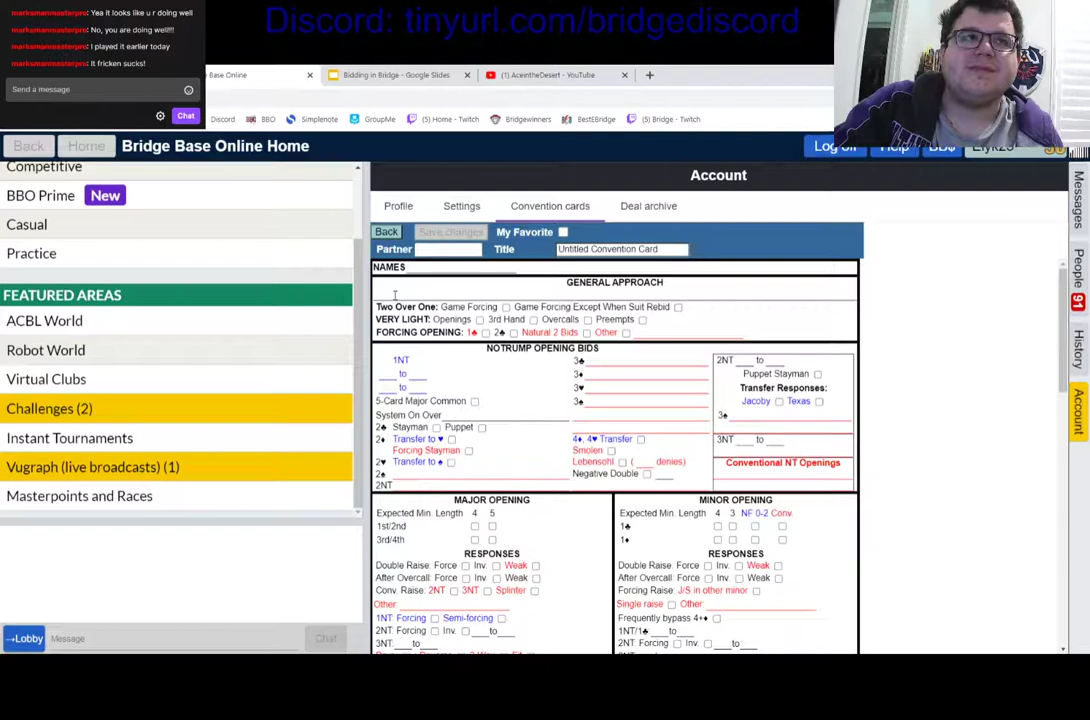 marksmanmasterpro: Yea it looks like u r doing well
marksmanmasterpro: No, you are doing well!!!
marksmanmasterpro: I played it earlier today
marksmanmasterpro: It fricken sucks!
Send a message
Chat
Discord: tinyurl.com/bridgediscord
Base Online
Bidding in Bridge - Google Slides
(1) AceintheDesert - YouTube
Discord BBO Simplenote GroupMe (5) Home - Twitch Bridgewinners BestEBridge (5) Bridge - Twitch
Back Home Bridge Base Online Home
Log off Help BB$
Competitive
BBO Prime New
Casual
Practice
FEATURED AREAS
ACBL World
Robot World
Virtual Clubs
Challenges (2)
Instant Tournaments
Vugraph (live broadcasts) (1)
Masterpoints and Races
→Lobby Message Chat
Account
Profile Settings Convention cards Deal archive
Back Save changes My Favorite
Partner Title Untitled Convention Card
NAMES
GENERAL APPROACH
Two Over One: Game Forcing Game Forcing Except When Suit Rebid
VERY LIGHT: Openings 3rd Hand Overcalls Preempts
FORCING OPENING: 1♣ 2♣ Natural 2 Bids Other
NOTRUMP OPENING BIDS
1NT
to
to
5-Card Major Common
System On Over
2♣ Stayman Puppet
2♦ Transfer to ♥
Forcing Stayman
2♥ Transfer to ♠
2♠
2NT
3♣
3♦
3♥
3♠
4♦, 4♥ Transfer
Smolen
Lebensohl ( denies)
Negative Double
2NT to
Puppet Stayman
Transfer Responses:
Jacoby Texas
3♠
3NT to
Conventional NT Openings
MAJOR OPENING
Expected Min. Length 4 5
1st/2nd
3rd/4th
RESPONSES
Double Raise: Force Inv. Weak
After Overcall: Force Inv. Weak
Conv. Raise: 2NT 3NT Splinter
Other:
1NT: Forcing Semi-forcing
2NT: Forcing Inv. to
3NT: to
MINOR OPENING
Expected Min. Length 4 3 NF 0-2 Conv.
1♣
1♦
RESPONSES
Double Raise: Force Inv. Weak
After Overcall: Force Inv. Weak
Forcing Raise: J/S in other minor
Single raise Other:
Frequently bypass 4+♦
1NT/1♣ to
2NT: Forcing Inv. to
Messages
People 91
History
Account